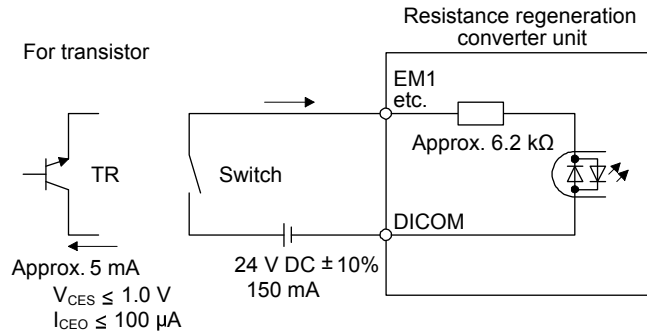 Resistance regeneration
converter unit
For transistor
EM1
etc.
Approx. 6.2 kΩ
TR
Switch
DICOM
Approx. 5 mA
V_CES ≤ 1.0 V
I_CEO ≤ 100 µA
24 V DC ± 10%
150 mA